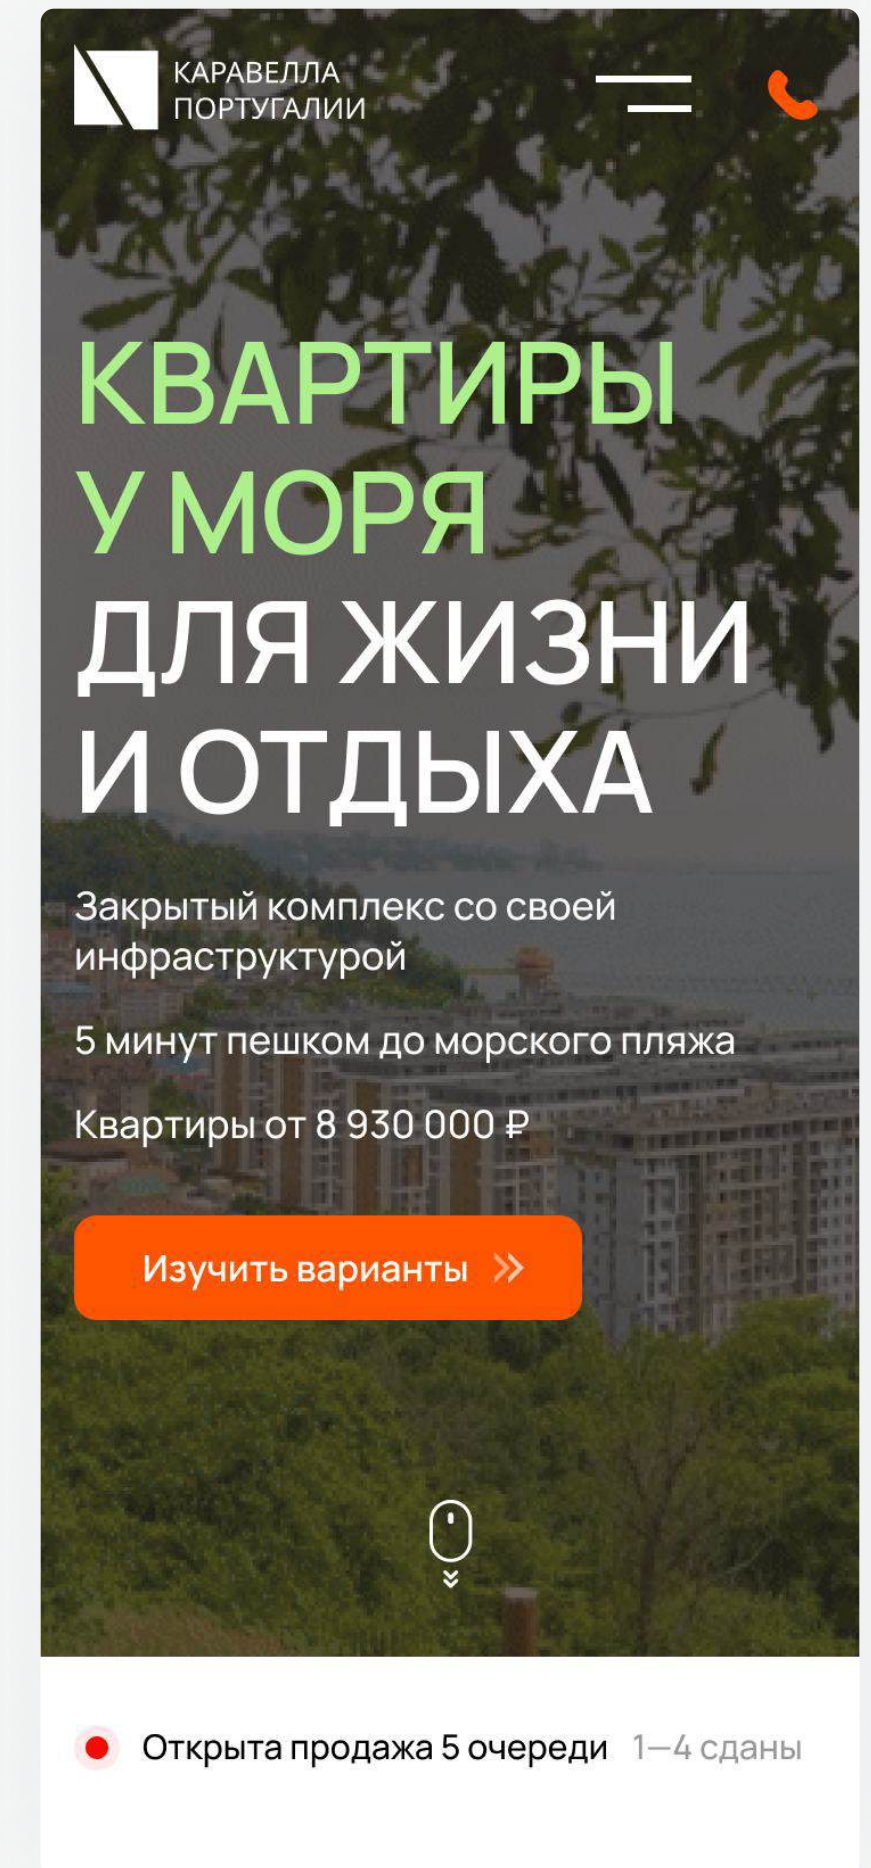 КАРАВЕЛЛА
ПОРТУГАЛИИ
КВАРТИРЫ
У МОРЯ
ДЛЯ ЖИЗНИ
И ОТДЫХА
Закрытый комплекс со своей
инфраструктурой
5 минут пешком до морского пляжа
Квартиры от 8 930 000 ₽
Изучить варианты
Открыта продажа 5 очереди 1—4 сданы